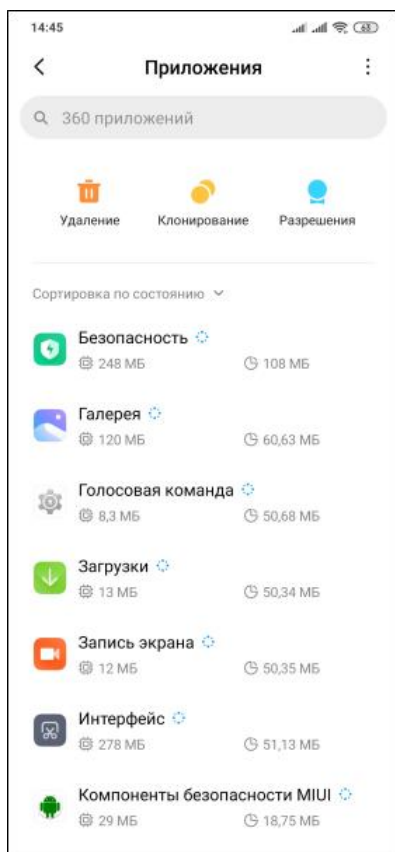 14:45
63
Приложения
360 приложений
Удаление Клонирование Разрешения
Сортировка по состоянию
Безопасность
248 МБ 108 МБ
Галерея
120 МБ 60,63 МБ
Голосовая команда
8,3 МБ 50,68 МБ
Загрузки
13 МБ 50,34 МБ
Запись экрана
12 МБ 50,35 МБ
Интерфейс
278 МБ 51,13 МБ
Компоненты безопасности MIUI
29 МБ 18,75 МБ